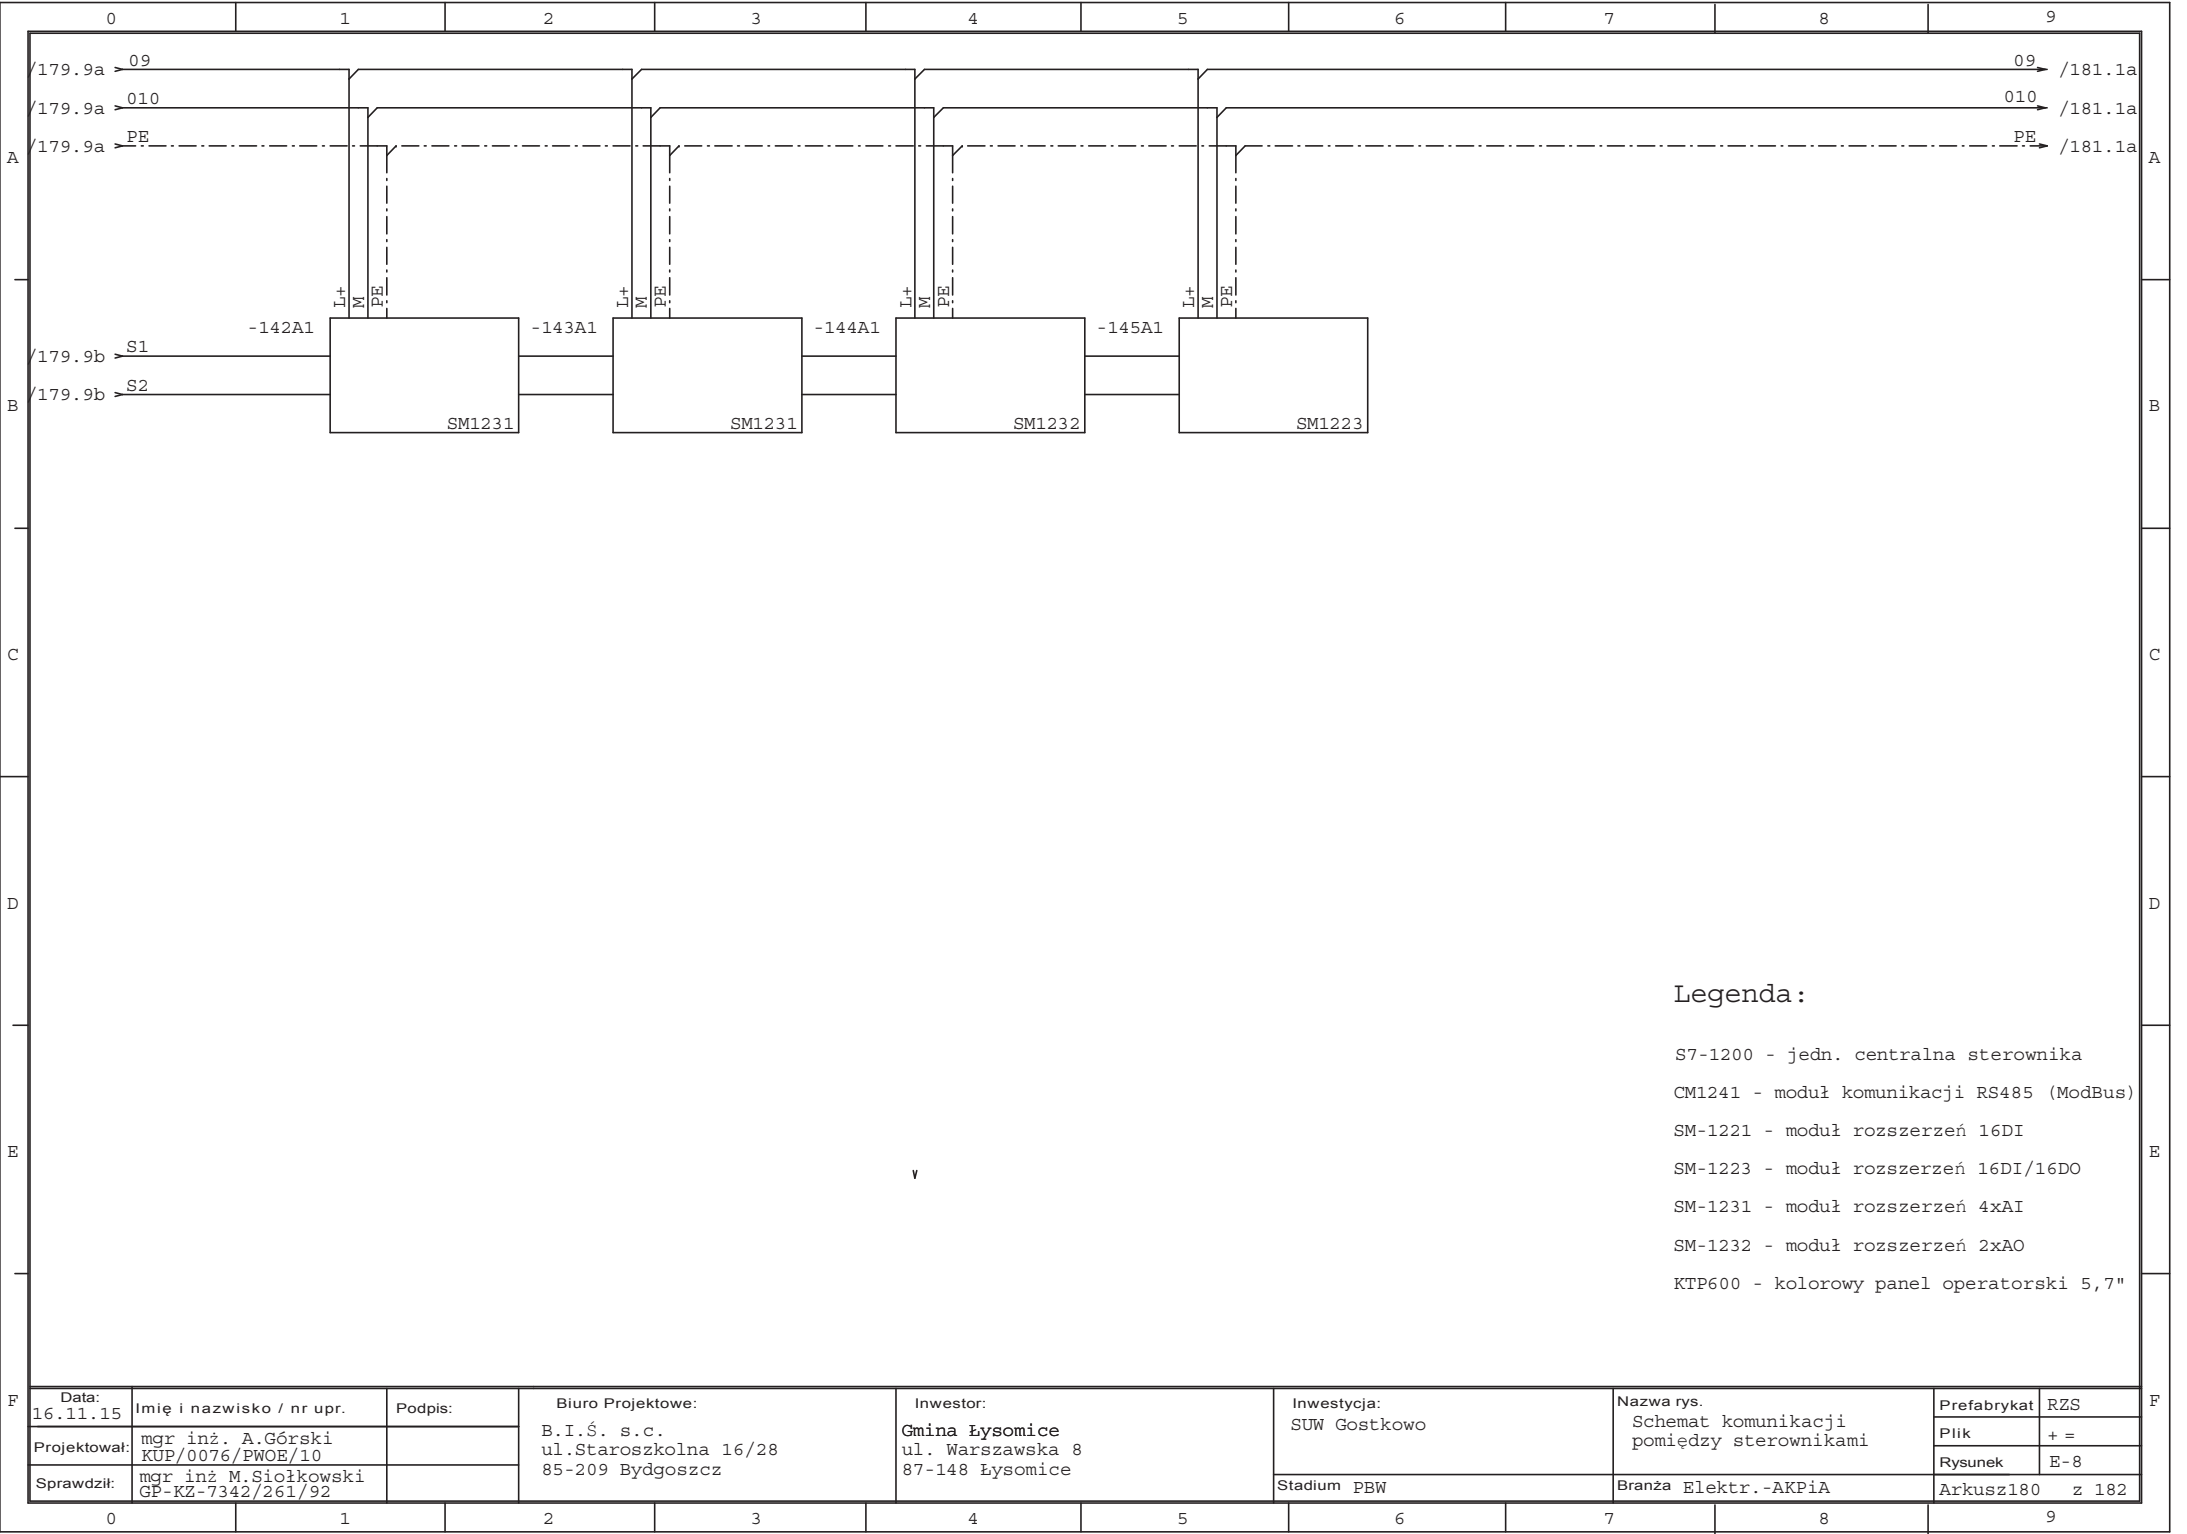 0 1 2 3 4 5 6 7 8 9
/179.9a 09 09 /181.1a
/179.9a 010 010 /181.1a
/179.9a PE PE /181.1a
A A
L+ M PE L+ M PE L+ M PE L+ M PE
-142A1 -143A1 -144A1 -145A1
/179.9b S1
/179.9b S2
B B
SM1231 SM1231 SM1232 SM1223
C C
D D
Legenda:
S7-1200 - jedn. centralna sterownika
CM1241 - moduł komunikacji RS485 (ModBus)
SM-1221 - moduł rozszerzeń 16DI
E E
SM-1223 - moduł rozszerzeń 16DI/16DO
V
SM-1231 - moduł rozszerzeń 4xAI
SM-1232 - moduł rozszerzeń 2xAO
KTP600 - kolorowy panel operatorski 5,7"
F F
Data:
16.11.15
Imię i nazwisko / nr upr.
Podpis:
Projektował:
mgr inż. A.Górski
KUP/0076/PWOE/10
Sprawdził:
mgr inż M.Siołkowski
GP-KZ-7342/261/92
Biuro Projektowe:
B.I.Ś. s.c.
ul.Staroszkolna 16/28
85-209 Bydgoszcz
Inwestor:
Gmina Łysomice
ul. Warszawska 8
87-148 Łysomice
Inwestycja:
SUW Gostkowo
Stadium PBW
Nazwa rys.
Schemat komunikacji
pomiędzy sterownikami
Branża Elektr.-AKPiA
Prefabrykat RZS
Plik + =
Rysunek E-8
Arkusz180 z 182
0 1 2 3 4 5 6 7 8 9